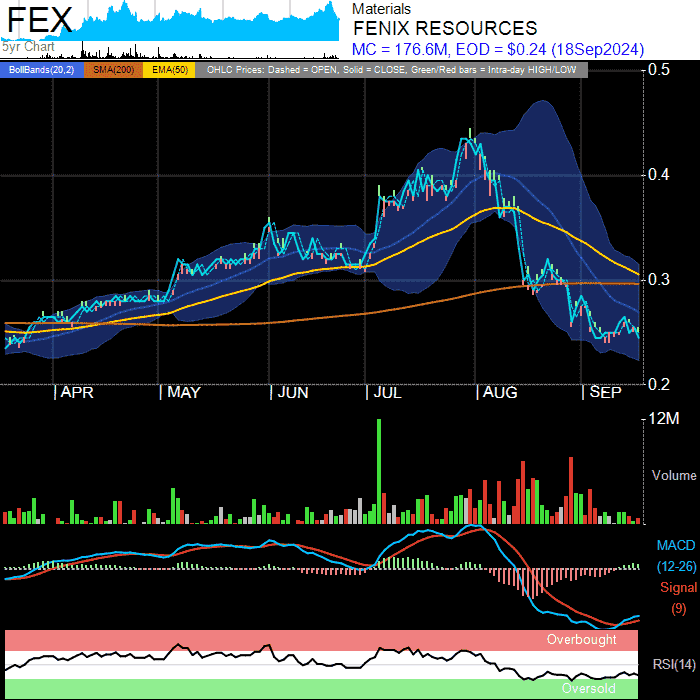 FEX
5yr Chart
Materials
FENIX RESOURCES
MC = 176.6M, EOD = $0.24 (18Sep2024)
BollBands(20,2) SMA(200) EMA(50) OHLC Prices: Dashed = OPEN, Solid = CLOSE, Green/Red bars = Intra-day HIGH/LOW
0.5
0.4
0.3
0.2
APR MAY JUN JUL AUG SEP
12M
Volume
MACD
(12-26)
Signal
(9)
Overbought
RSI(14)
Oversold